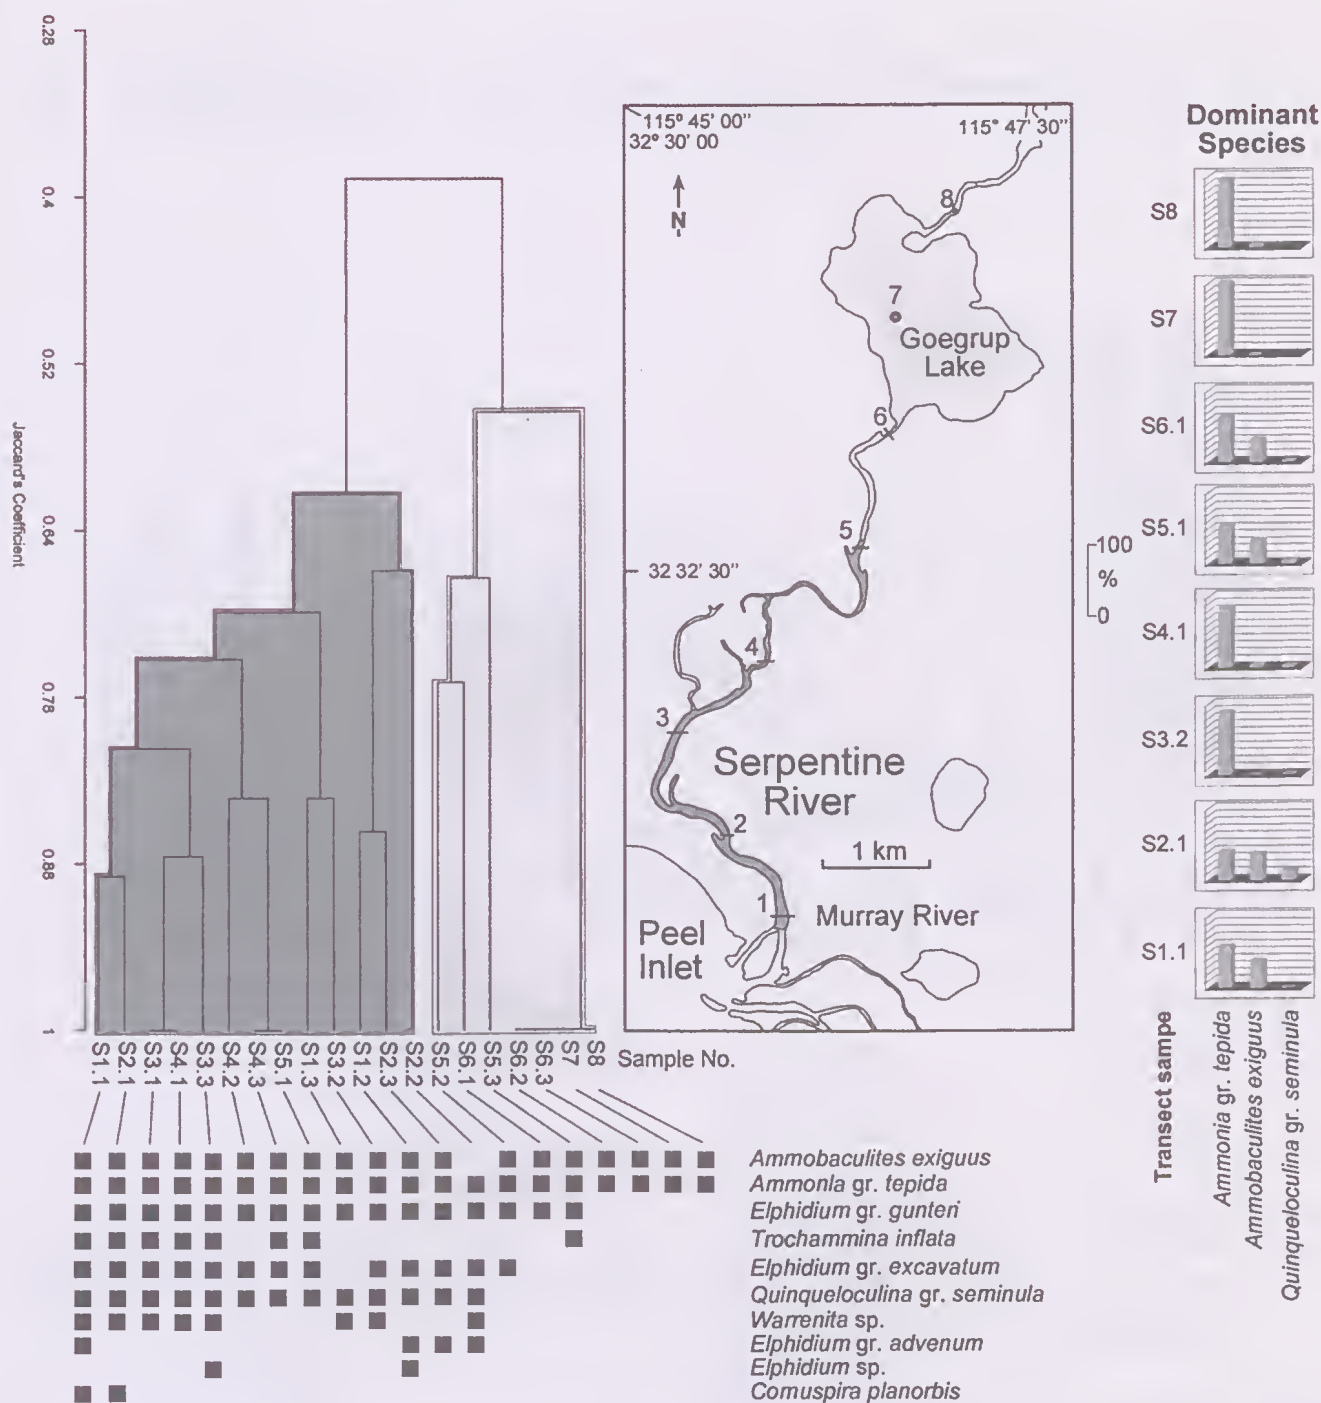 0.28
0.4
0.52
0.64
0.78
0.88
1
Jaccard's Coefficient
S1.1
S2.1
S3.1
S4.1
S3.3
S4.2
S4.3
S5.1
S1.3
S3.2
S1.2
S2.3
S2.2
S5.2
S6.1
S5.3
S6.2
S6.3
S7
S8
Sample No.
115° 45' 00"
32° 30' 00
115° 47' 30"
N
8
7
Goegrup
Lake
6
5
32 32' 30"
4
3
Serpentine
River
2
1 km
1
Murray River
Peel
Inlet
100
%
0
Dominant
Species
S8
S7
S6.1
S5.1
S4.1
S3.2
S2.1
S1.1
Transect sampe
Ammonia gr. tepida
Ammobaculites exiguus
Quinqueloculina gr. seminula
Ammobaculites exiguus
Ammonia gr. tepida
Elphidium gr. gunteri
Trochammina inflata
Elphidium gr. excavatum
Quinqueloculina gr. seminula
Warrenita sp.
Elphidium gr. advenum
Elphidium sp.
Cornuspira planorbis